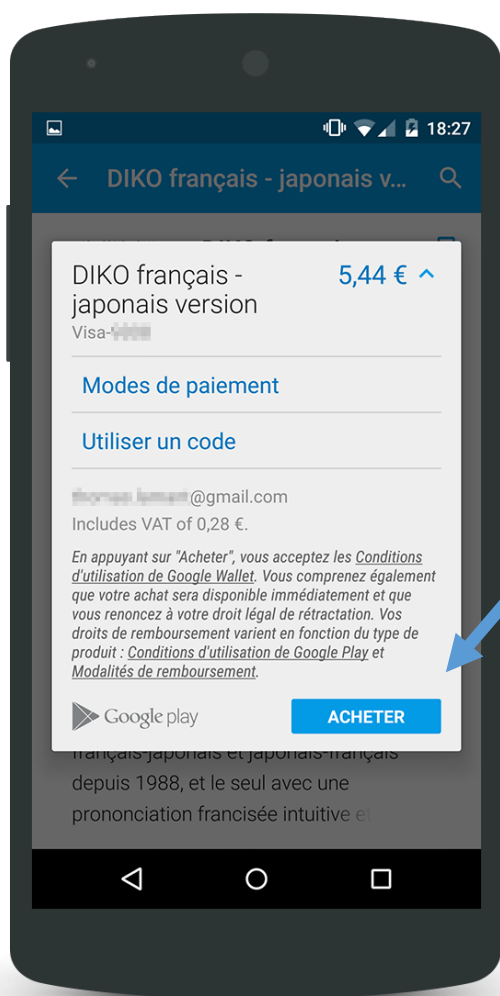 18:27
DIKO français - japonais v...
DIKO français -
japonais version
5,44 €
Visa-
Modes de paiement
Utiliser un code
@gmail.com
Includes VAT of 0,28 €.
En appuyant sur "Acheter", vous acceptez les Conditions
d'utilisation de Google Wallet. Vous comprenez également
que votre achat sera disponible immédiatement et que
vous renoncez à votre droit légal de rétractation. Vos
droits de remboursement varient en fonction du type de
produit : Conditions d'utilisation de Google Play et
Modalités de remboursement.
Google play
ACHETER
français-japonais et japonais-français
depuis 1988, et le seul avec une
prononciation francisée intuitive et